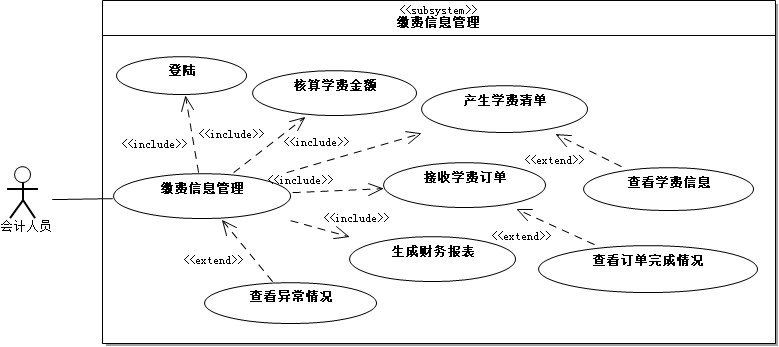 <<subsystem>>
缴费信息管理
登陆
核算学费金额
产生学费清单
<<include>>
<<include>>
<<include>>
<<extend>>
<<include>>
接收学费订单
查看学费信息
缴费信息管理
会计人员
<<include>>
<<extend>>
生成财务报表
查看订单完成情况
<<extend>>
查看异常情况